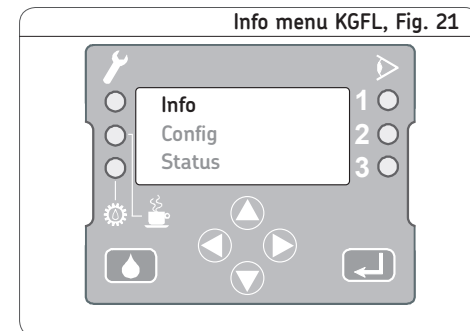 Info menu KGFL, Fig. 21
Info
1
Config
2
Status
3